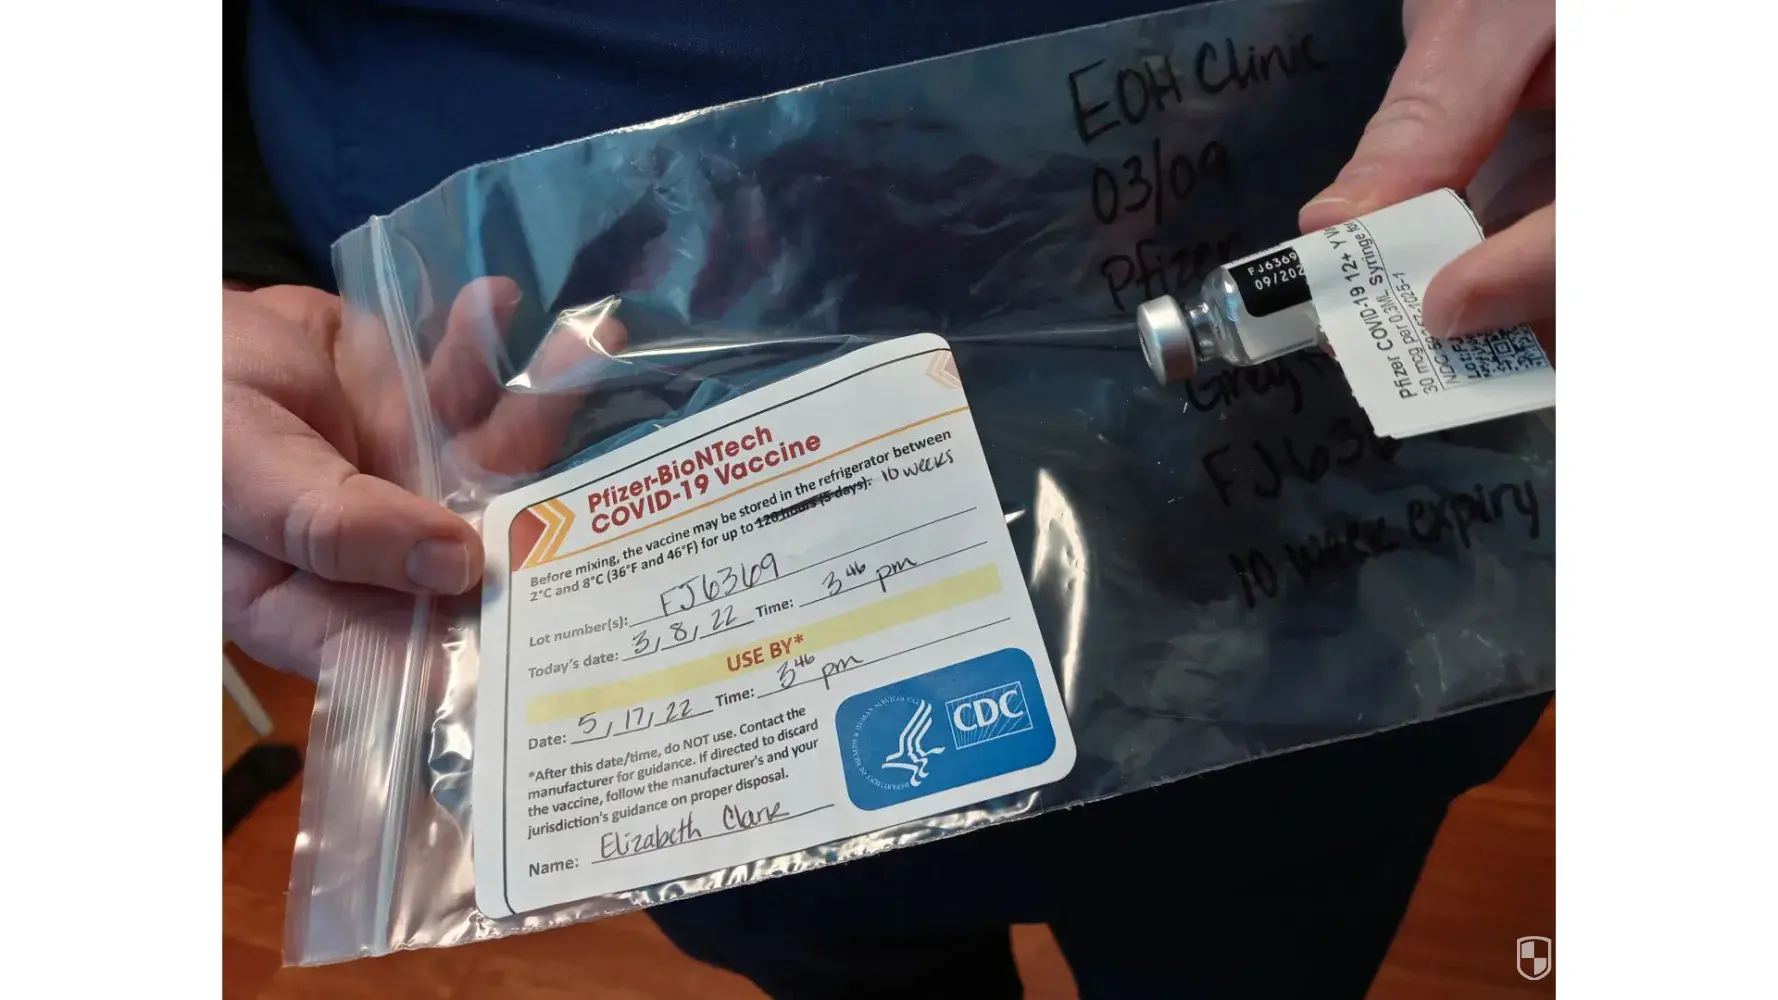 EOH Clinic
03/09
Pfizer
Grey
FJ636
10 week expiry
FJ6369
09/202
Pfizer COVID-19 12+ Y
30 mcg per 0.3ML Syringe
Pfizer-BioNTech
COVID-19 Vaccine
Before mixing, the vaccine may be stored in the refrigerator between
2°C and 8°C (36°F and 46°F) for up to 120 hours (5 days). 10 weeks
Lot number(s): FJ6369
Today's date: 3/8/22 Time: 3:46 pm
USE BY*
Date: 5/17/22 Time: 3:46 pm
*After this date/time, do NOT use. Contact the
manufacturer for guidance. If directed to discard
the vaccine, follow the manufacturer's and your
jurisdiction's guidance on proper disposal.
Name: Elizabeth Clark
CDC